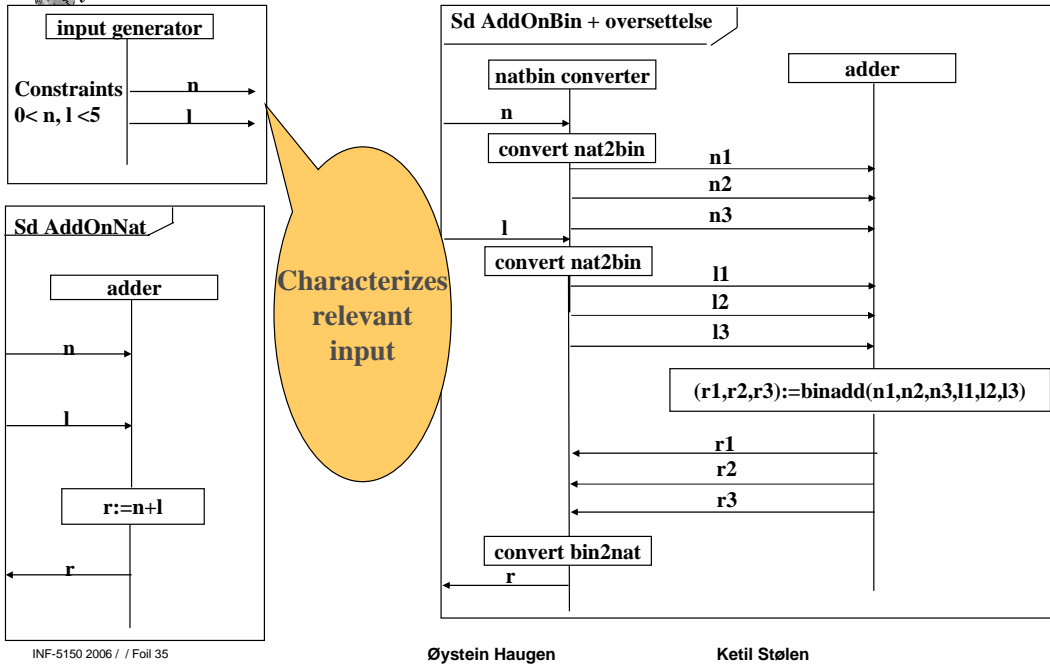 input generator
Constraints
0< n, l <5
n
l
Sd AddOnNat
adder
n
l
r:=n+l
r
Characterizes
relevant
input
Sd AddOnBin + oversettelse
natbin converter
adder
n
convert nat2bin
n1
n2
n3
l
convert nat2bin
l1
l2
l3
(r1,r2,r3):=binadd(n1,n2,n3,l1,l2,l3)
r1
r2
r3
convert bin2nat
r
INF-5150 2006 / / Foil 35
Øystein Haugen
Ketil Stølen